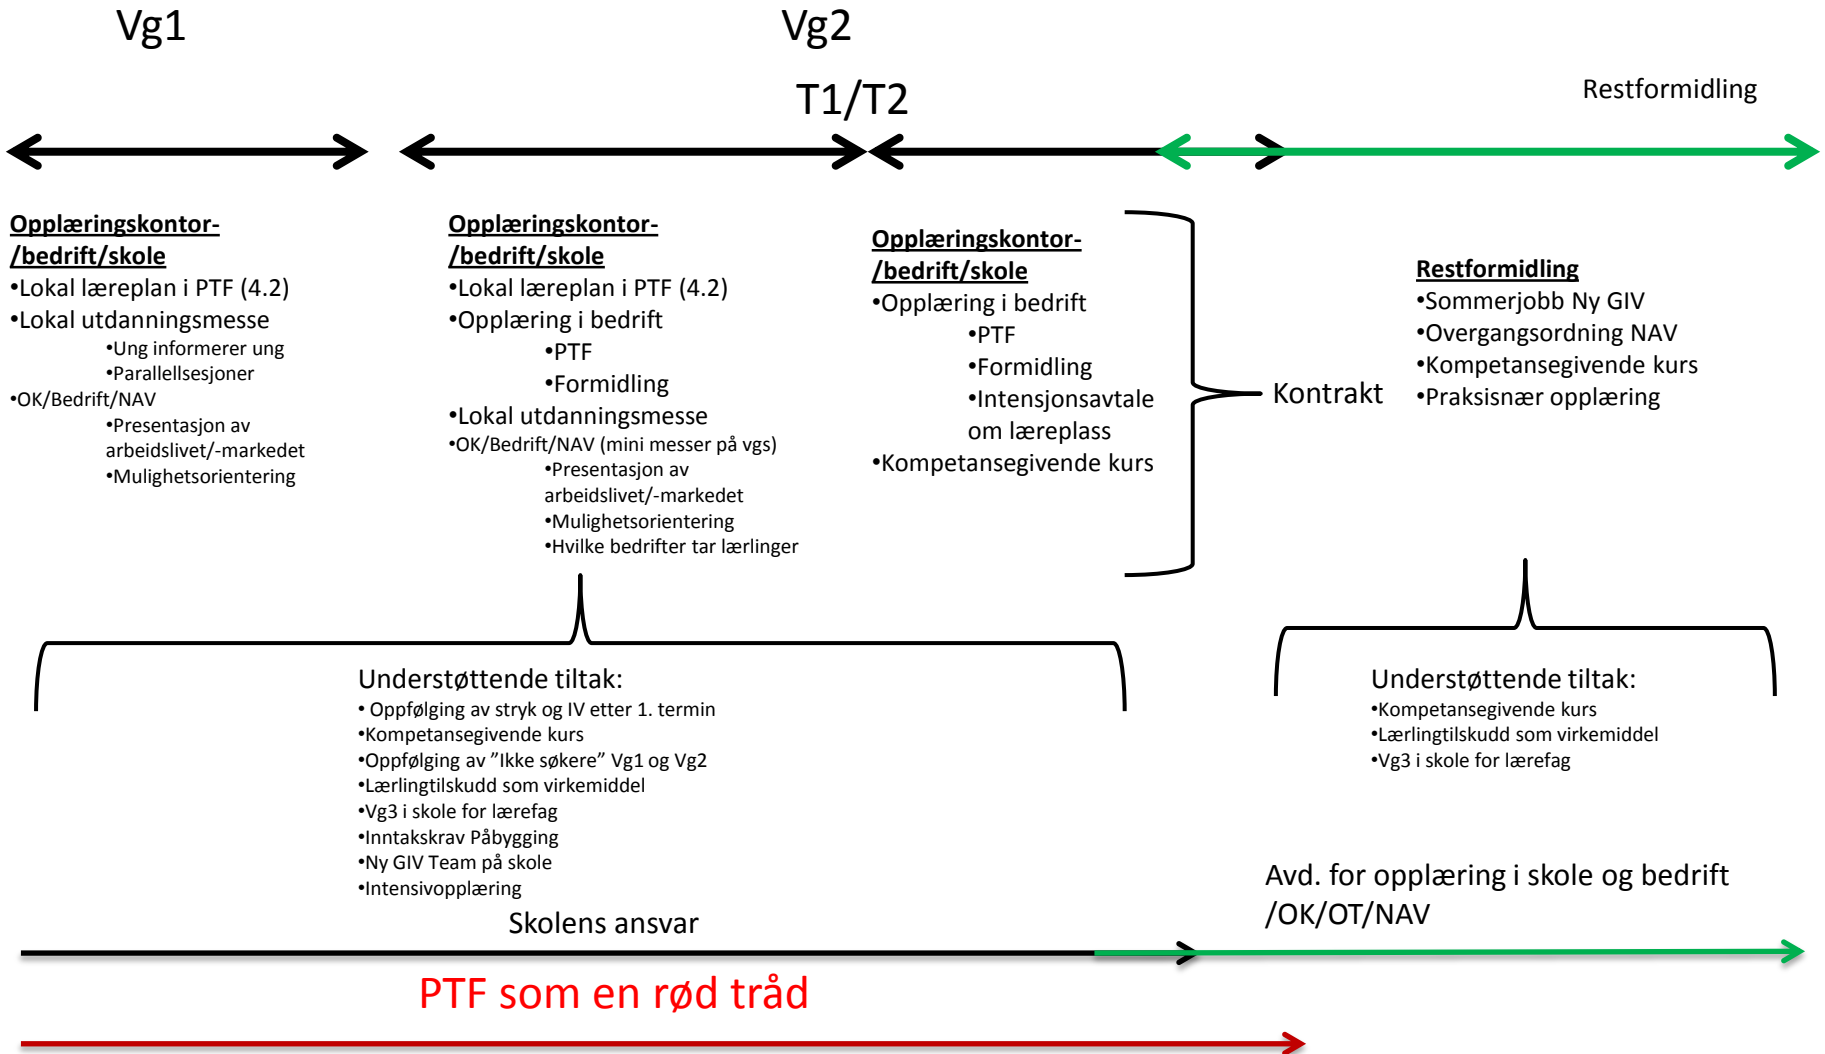 Vg1
Vg2
T1/T2
Restformidling
Opplæringskontor-
/bedrift/skole
•Lokal læreplan i PTF (4.2)
•Lokal utdanningsmesse
•Ung informerer ung
•Parallellsesjoner
•OK/Bedrift/NAV
•Presentasjon av
arbeidslivet/-markedet
•Mulighetsorientering
Opplæringskontor-
/bedrift/skole
•Lokal læreplan i PTF (4.2)
•Opplæring i bedrift
•PTF
•Formidling
•Lokal utdanningsmesse
•OK/Bedrift/NAV (mini messer på vgs)
•Presentasjon av
arbeidslivet/-markedet
•Mulighetsorientering
•Hvilke bedrifter tar lærlinger
Opplæringskontor-
/bedrift/skole
•Opplæring i bedrift
•PTF
•Formidling
•Intensjonsavtale
om læreplass
•Kompetansegivende kurs
Kontrakt
Restformidling
•Sommerjobb Ny GIV
•Overgangsordning NAV
•Kompetansegivende kurs
•Praksisnær opplæring
Understøttende tiltak:
• Oppfølging av stryk og IV etter 1. termin
•Kompetansegivende kurs
•Oppfølging av ”Ikke søkere” Vg1 og Vg2
•Lærlingtilskudd som virkemiddel
•Vg3 i skole for lærefag
•Inntakskrav Påbygging
•Ny GIV Team på skole
•Intensivopplæring
Understøttende tiltak:
•Kompetansegivende kurs
•Lærlingtilskudd som virkemiddel
•Vg3 i skole for lærefag
Skolens ansvar
Avd. for opplæring i skole og bedrift
/OK/OT/NAV
PTF som en rød tråd